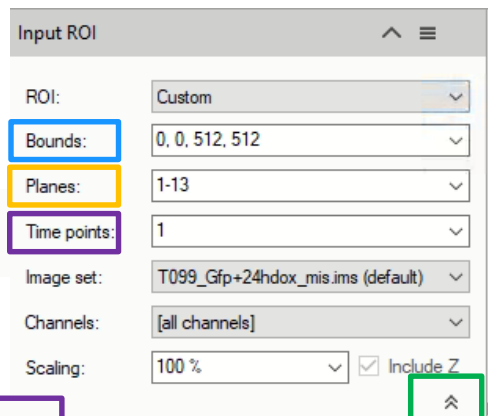 Input ROI
ROI: Custom
Bounds: 0, 0, 512, 512
Planes: 1-13
Time points: 1
Image set: T099_Gfp+24hdox_mis.ims (default)
Channels: [all channels]
Scaling: 100 % Include Z